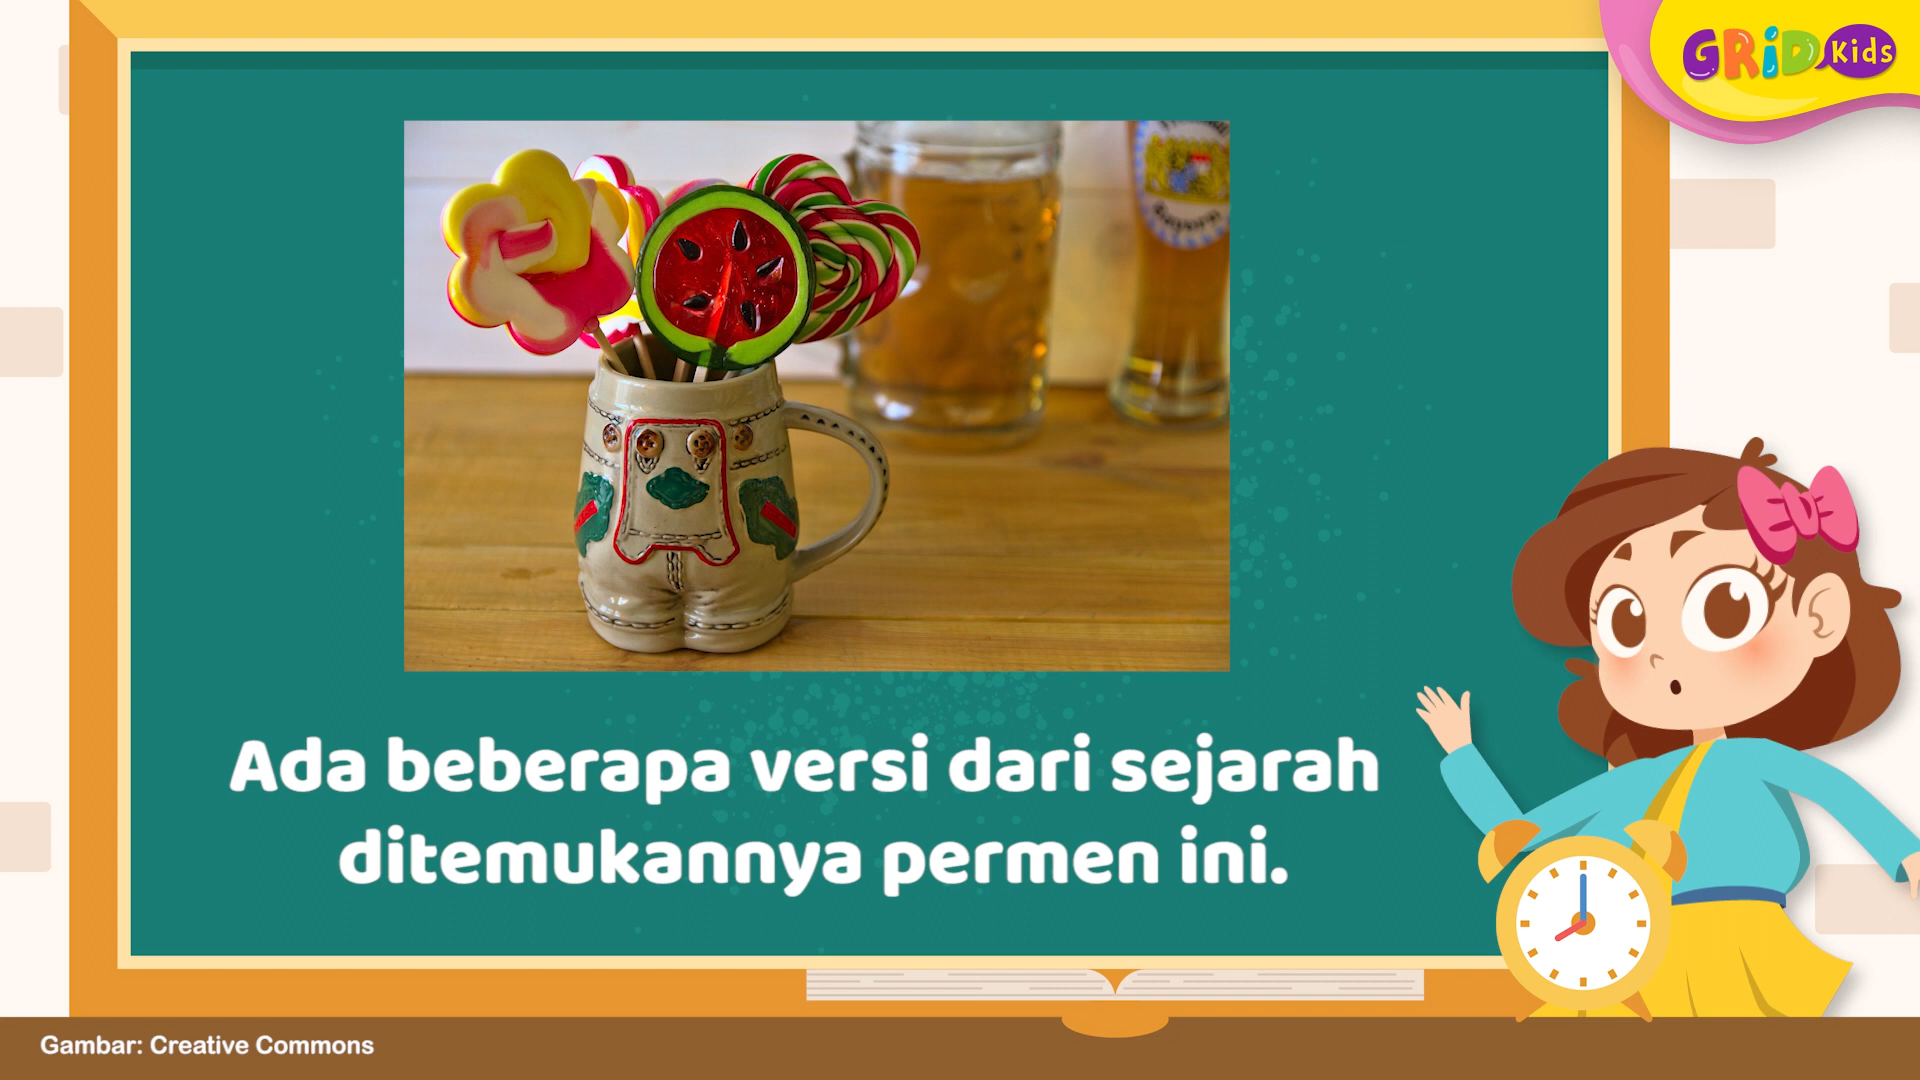 GRiD Kids
Ada beberapa versi dari sejarah
ditemukannya permen ini.
Gambar: Creative Commons